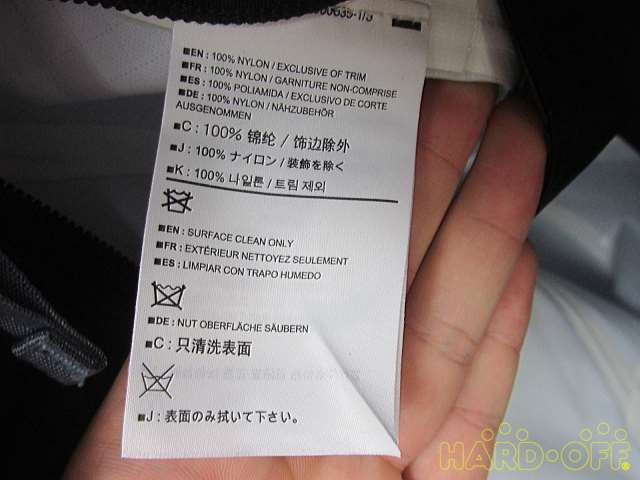 ■EN : 100% NYLON / EXCLUSIVE OF TRIM
■FR : 100% NYLON / GARNITURE NON-COMPRISE
■ES : 100% POLIAMIDA / EXCLUSIVO DE CORTE
■DE : 100% NYLON / NÄHZUBEHÖR
AUSGENOMMEN
■C : 100% 锦纶 / 饰边除外
■J : 100% ナイロン / 装飾を除く
■K : 100% 나일론 / 트림 제외
■EN : SURFACE CLEAN ONLY
■FR : EXTÉRIEUR NETTOYEZ SEULEMENT
■ES : LIMPIAR CON TRAPO HUMEDO
■DE : NUT OBERFLÄCHE SÄUBERN
■C : 只清洗表面
■J : 表面のみ拭いて下さい。
HARD-OFF